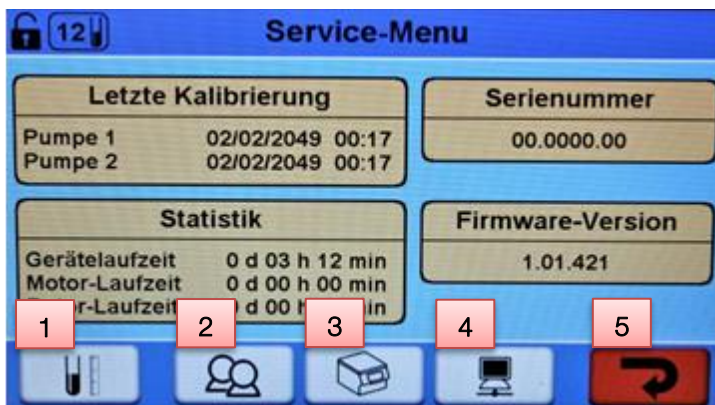 12
Service-Menu
Letzte Kalibrierung
Pumpe 1 02/02/2049 00:17
Pumpe 2 02/02/2049 00:17
Serienummer
00.0000.00
Statistik
Gerätelaufzeit 0 d 03 h 12 min
Motor-Laufzeit 0 d 00 h 00 min
Firmware-Version
1.01.421
1
2
3
4
5